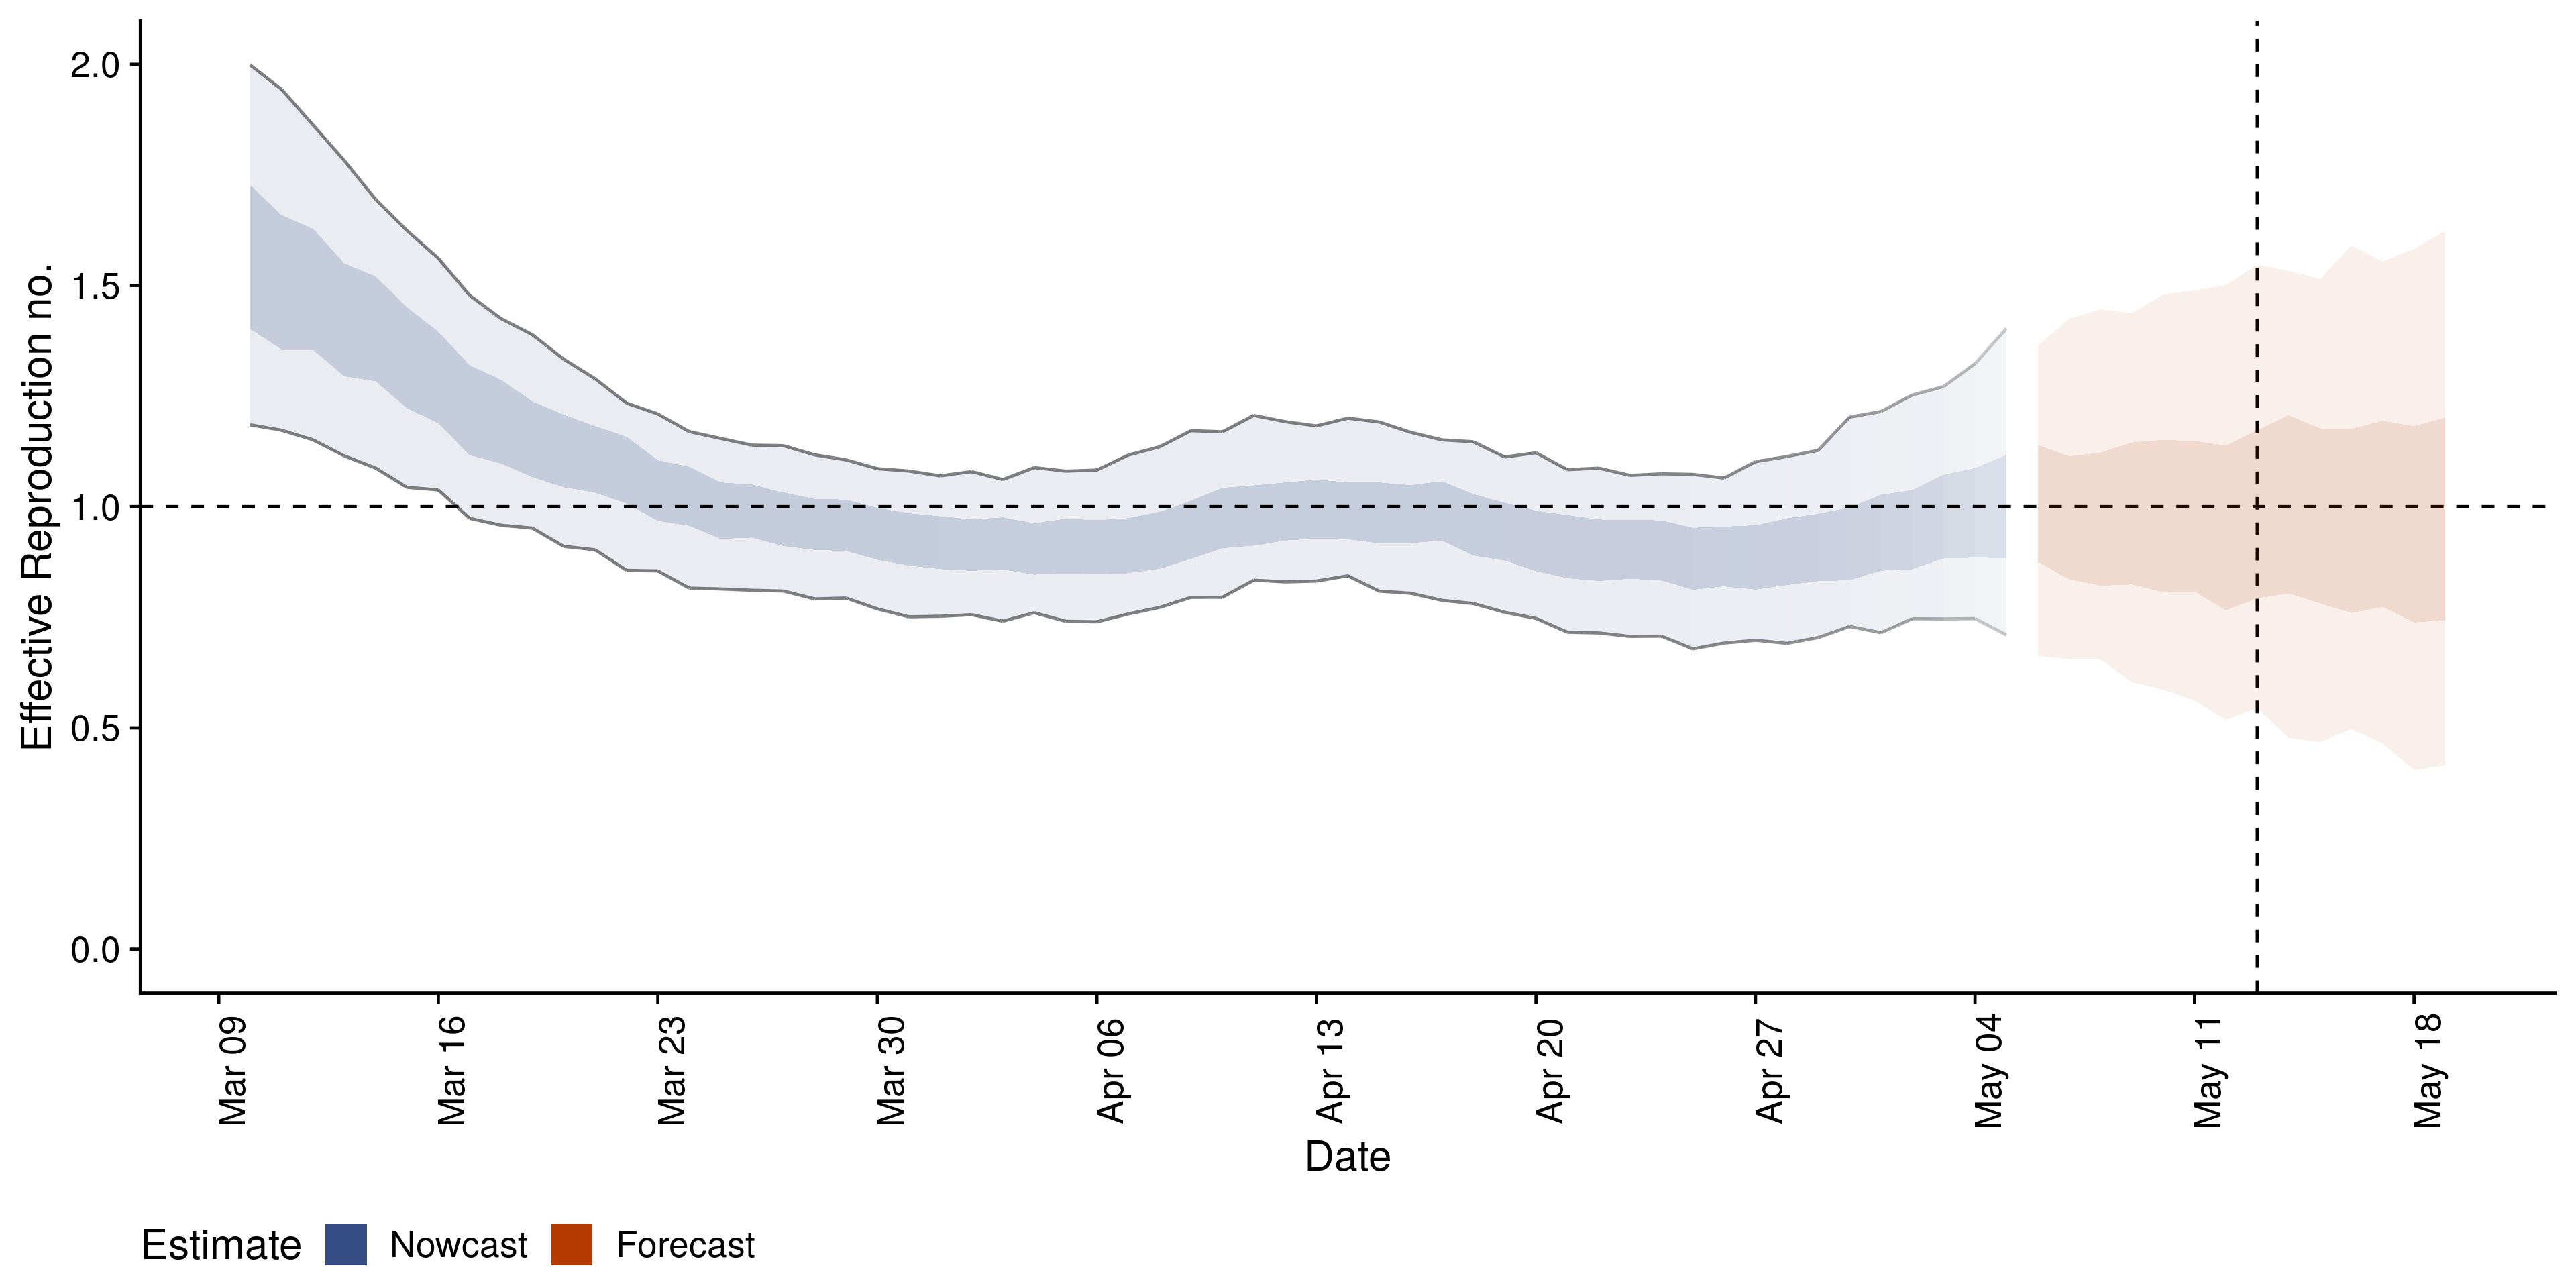 Effective Reproduction no.
2.0
1.5
1.0
0.5
0.0
Mar 09
Mar 16
Mar 23
Mar 30
Apr 06
Apr 13
Apr 20
Apr 27
May 04
May 11
May 18
Date
Estimate Nowcast Forecast